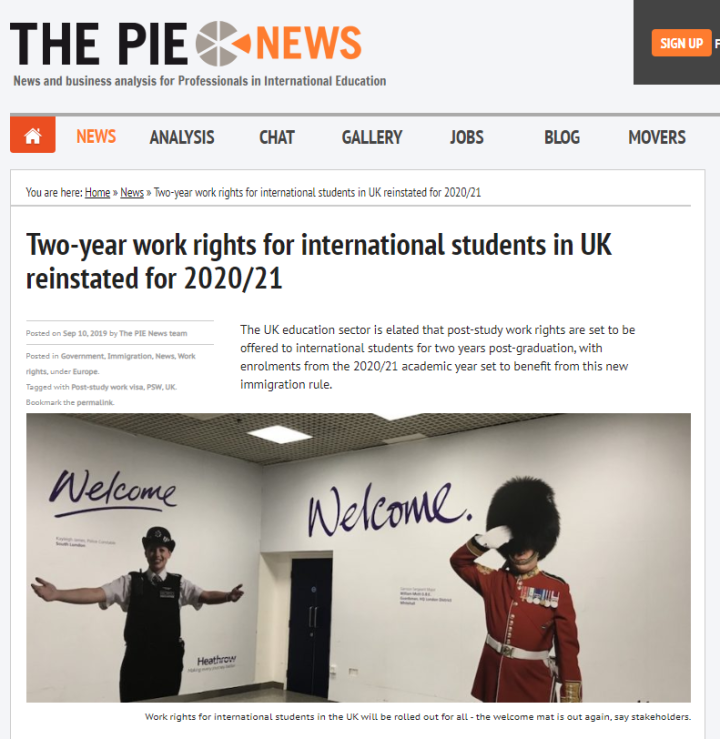 THE PIE NEWS
News and business analysis for Professionals in International Education
SIGN UP
NEWS ANALYSIS CHAT GALLERY JOBS BLOG MOVERS
You are here: Home » News » Two-year work rights for international students in UK reinstated for 2020/21
Two-year work rights for international students in UK
reinstated for 2020/21
Posted on Sep 10, 2019 by The PIE News team
Posted in Government, Immigration, News, Work
rights, under Europe.
Tagged with Post-study work visa, PSW, UK.
Bookmark the permalink.
The UK education sector is elated that post-study work rights are set to be
offered to international students for two years post-graduation, with
enrolments from the 2020/21 academic year set to benefit from this new
immigration rule.
Welcome
South London
Heathrow
Welcome.
Work rights for international students in the UK will be rolled out for all - the welcome mat is out again, say stakeholders.